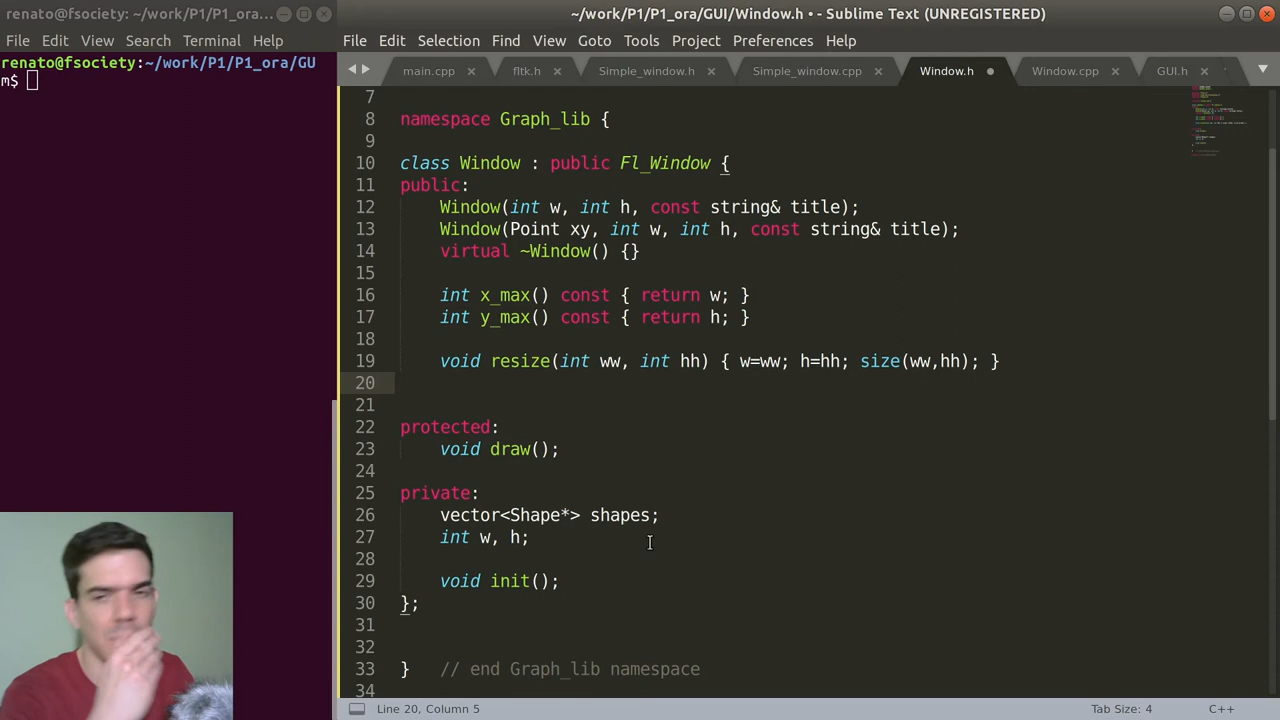 renato@fsociety: ~/work/P1/P1_ora...
File Edit View Search Terminal Help
renato@fsociety:~/work/P1/P1_ora/GU
m$
~/work/P1/P1_ora/GUI/Window.h • - Sublime Text (UNREGISTERED)
File Edit Selection Find View Goto Tools Project Preferences Help
main.cpp fltk.h Simple_window.h Simple_window.cpp Window.h Window.cpp GUI.h
7
8 namespace Graph_lib {
9
10 class Window : public Fl_Window {
11 public:
12 Window(int w, int h, const string& title);
13 Window(Point xy, int w, int h, const string& title);
14 virtual ~Window() {}
15
16 int x_max() const { return w; }
17 int y_max() const { return h; }
18
19 void resize(int ww, int hh) { w=ww; h=hh; size(ww,hh); }
20
21
22 protected:
23 void draw();
24
25 private:
26 vector<Shape*> shapes;
27 int w, h;
28
29 void init();
30 };
31
32
33 } // end Graph_lib namespace
34
Line 20, Column 5 Tab Size: 4 C++